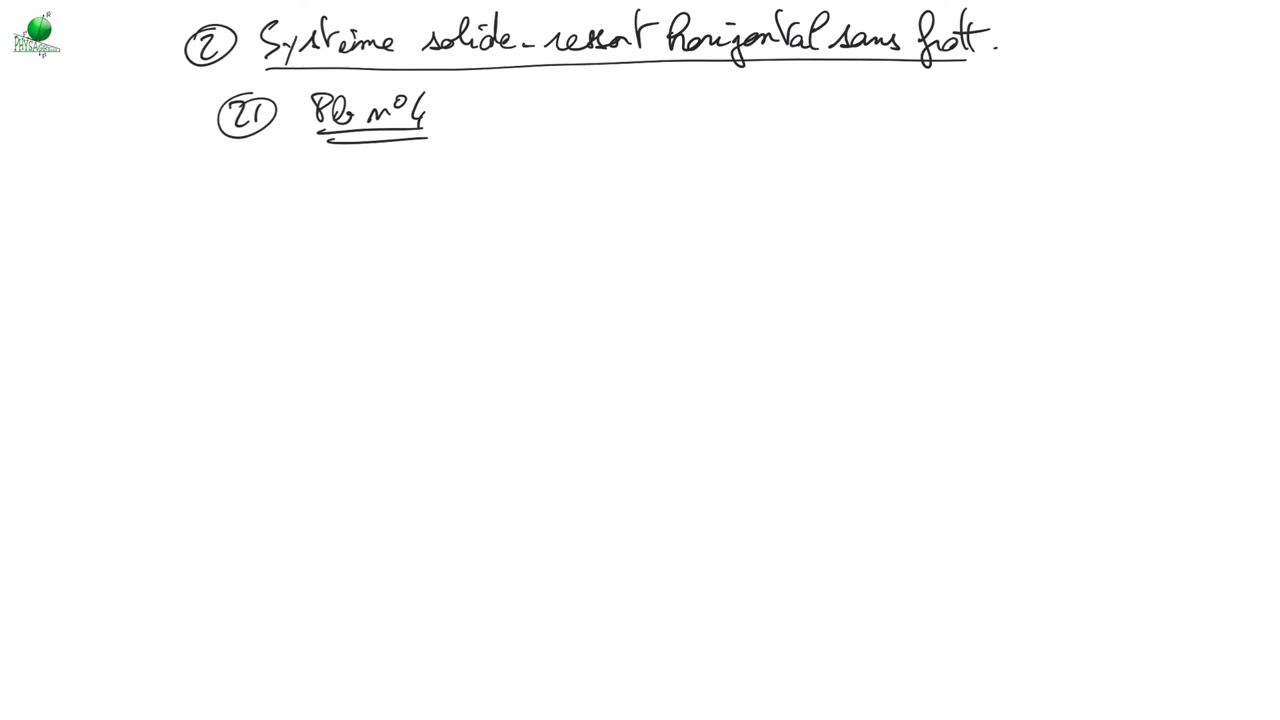 ② Système solide-ressort horizontal sans frott.
㉑ Pb n°4